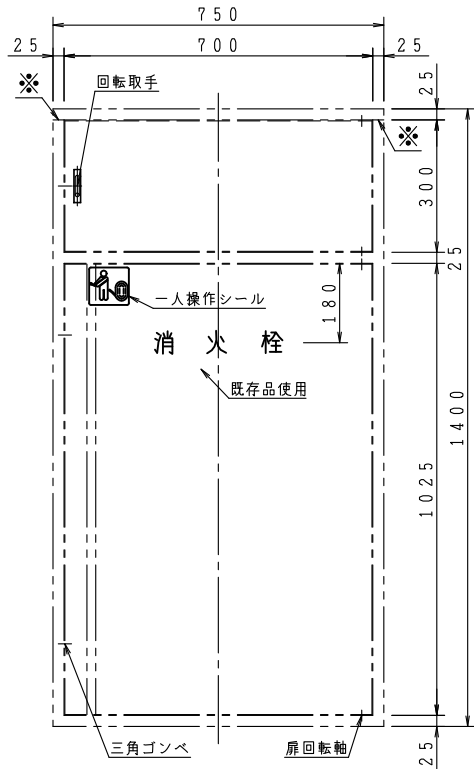 750
25 700 25
※
回転取手
25
※
300
25
一人操作シール
180
消火栓
既存品使用
1400
1025
三角ゴンベ
扉回転軸
25